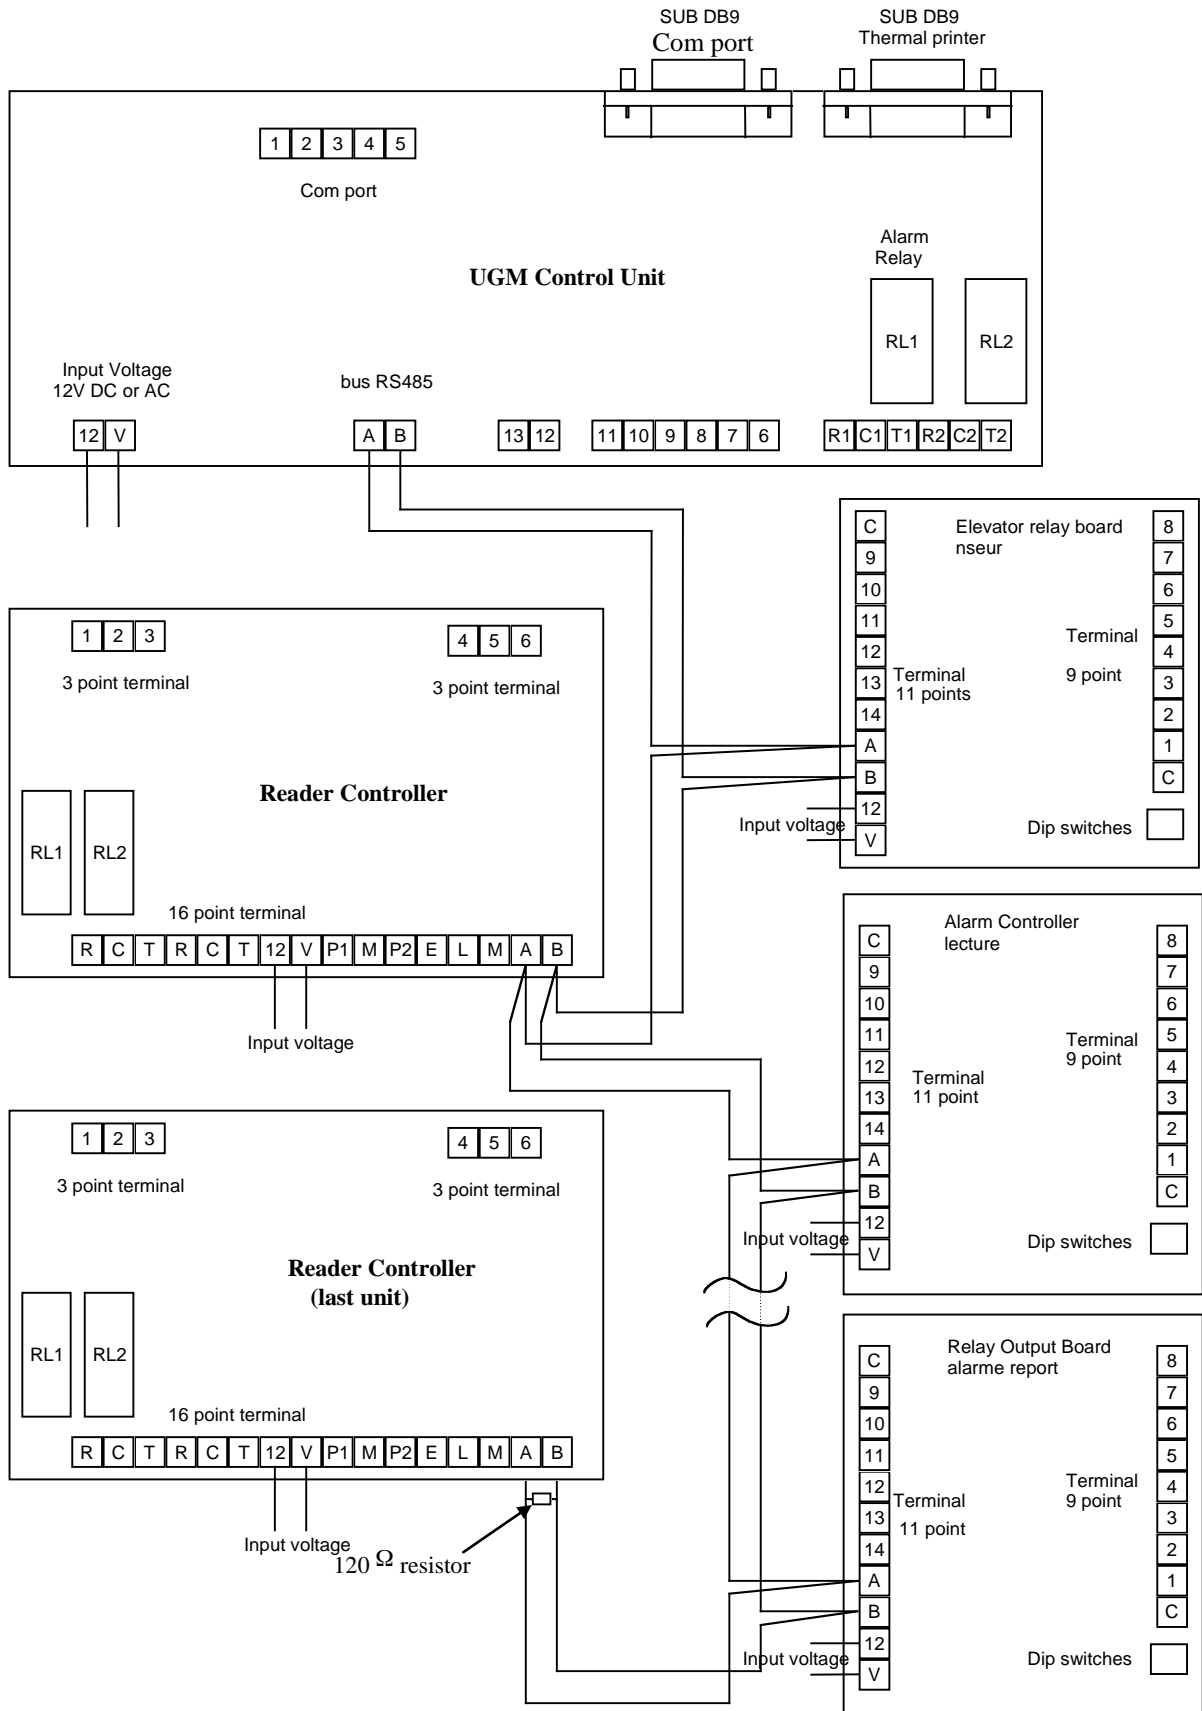 SUB DB9
Com port
SUB DB9
Thermal printer
1 2 3 4 5
Com port
UGM Control Unit
Alarm
Relay
RL1 RL2
Input Voltage
12V DC or AC
bus RS485
12 V
A B
13 12
11 10 9 8 7 6
R1 C1 T1 R2 C2 T2
C
9
10
11
12
13
14
A
B
12
V
Elevator relay board
nseur
Terminal
11 points
Terminal
9 point
8
7
6
5
4
3
2
1
C
Input voltage
Dip switches
1 2 3
3 point terminal
4 5 6
3 point terminal
Reader Controller
RL1 RL2
16 point terminal
R C T R C T 12 V P1 M P2 E L M A B
Input voltage
C
9
10
11
12
13
14
A
B
12
V
Alarm Controller
lecture
Terminal
11 point
Terminal
9 point
8
7
6
5
4
3
2
1
C
Input voltage
Dip switches
1 2 3
3 point terminal
4 5 6
3 point terminal
Reader Controller
(last unit)
RL1 RL2
16 point terminal
R C T R C T 12 V P1 M P2 E L M A B
Input voltage
120 Ω resistor
C
9
10
11
12
13
14
A
B
12
V
Relay Output Board
alarme report
Terminal
11 point
Terminal
9 point
8
7
6
5
4
3
2
1
C
Input voltage
Dip switches